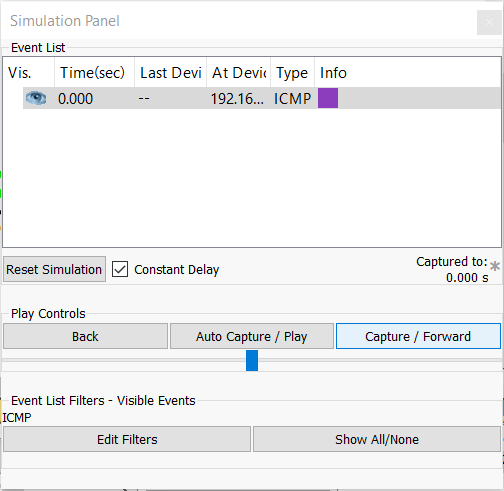 Simulation Panel
Event List
Vis. Time(sec) Last Devi At Devic Type Info
0.000 -- 192.16... ICMP
Reset Simulation Constant Delay Captured to:
0.000 s
Play Controls
Back Auto Capture / Play Capture / Forward
Event List Filters - Visible Events
ICMP
Edit Filters Show All/None